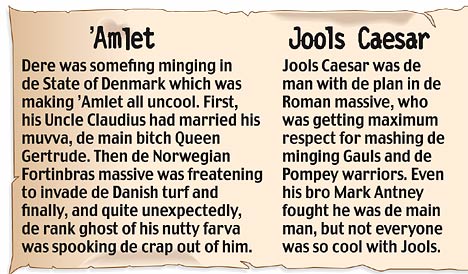 'Amlet
Dere was somefing minging in
de State of Denmark which was
making 'Amlet all uncool. First,
his Uncle Claudius had married his
muvva, de main bitch Queen
Gertrude. Then de Norwegian
Fortinbras massive was freatening
to invade de Danish turf and
finally, and quite unexpectedly,
de rank ghost of his nutty farva
was spooking de crap out of him.
Jools Caesar
Jools Caesar was de
man with de plan in de
Roman massive, who
was getting maximum
respect for mashing de
minging Gauls and de
Pompey warriors. Even
his bro Mark Antney
fought he was de main
man, but not everyone
was so cool with Jools.